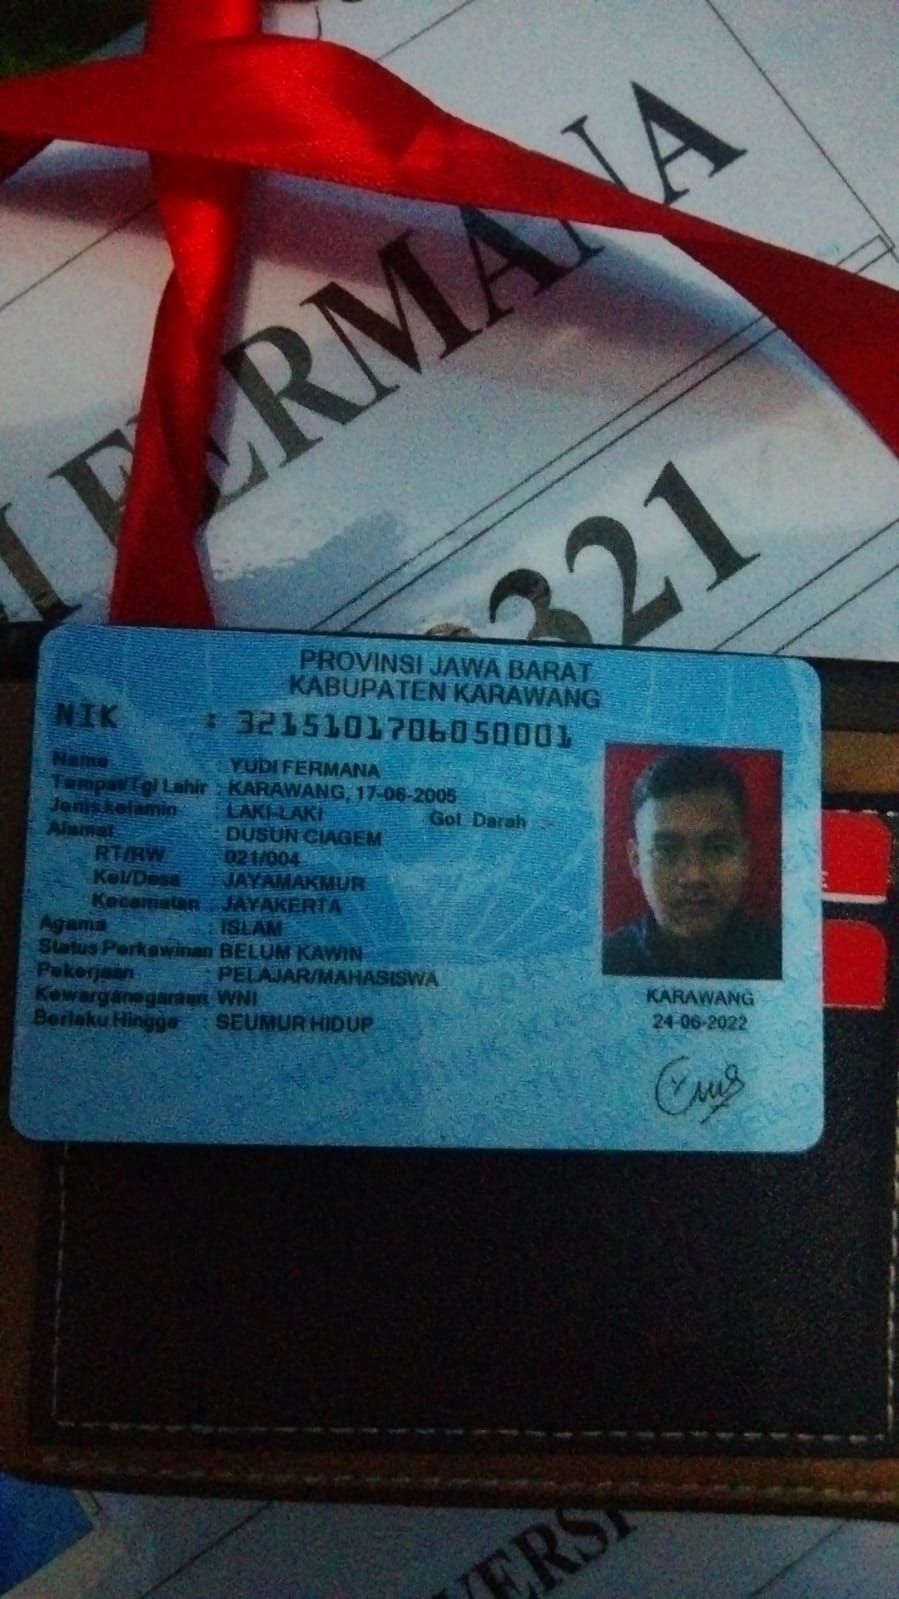 FERMANA
321
PROVINSI JAWA BARAT
KABUPATEN KARAWANG
NIK : 3215101706050001
Nama : YUDI FERMANA
Tempat/Tgl Lahir : KARAWANG, 17-06-2005
Jenis kelamin : LAKI-LAKI Gol. Darah : -
Alamat : DUSUN CIAGEM
RT/RW : 021/004
Kel/Desa : JAYAMAKMUR
Kecamatan : JAYAKERTA
Agama : ISLAM
Status Perkawinan: BELUM KAWIN
Pekerjaan : PELAJAR/MAHASISWA
Kewarganegaraan: WNI
Berlaku Hingga : SEUMUR HIDUP
KARAWANG
24-06-2022
VERSI